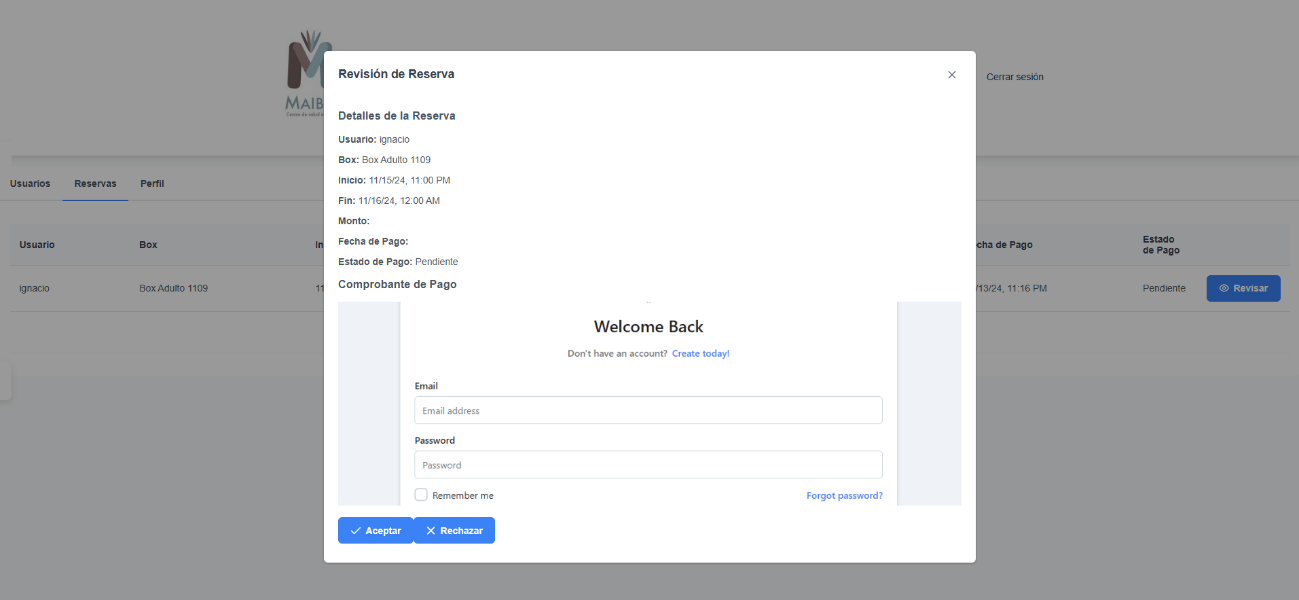 MAIB
Cerrar sesión
Usuarios
Reservas
Perfil
Usuario
Box
In
cha de Pago
Estado
de Pago
ignacio
Box Adulto 1109
11
/13/24, 11:16 PM
Pendiente
Revisar
Revisión de Reserva
Detalles de la Reserva
Usuario: ignacio
Box: Box Adulto 1109
Inicio: 11/15/24, 11:00 PM
Fin: 11/16/24, 12:00 AM
Monto:
Fecha de Pago:
Estado de Pago: Pendiente
Comprobante de Pago
Welcome Back
Don't have an account? Create today!
Email
Email address
Password
Password
Remember me
Forgot password?
Aceptar
Rechazar